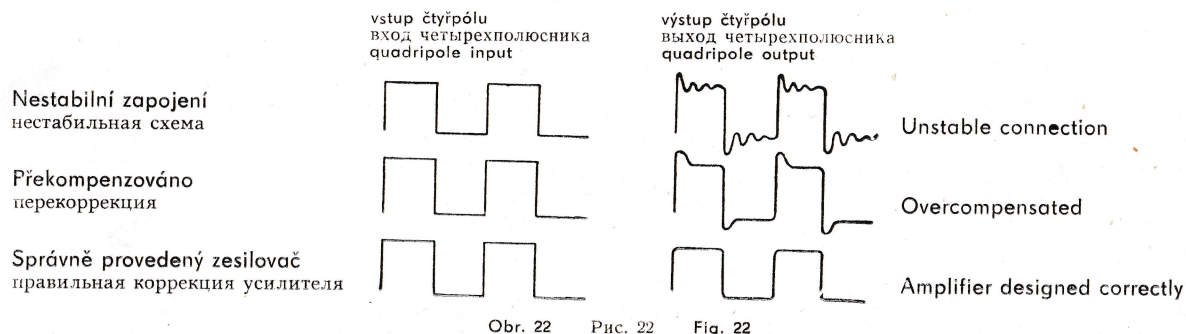 vstup čtyřpólu
вход четырехполюсника
quadripole input
výstup čtyřpólu
выход четырехполюсника
quadripole output
Nestabilní zapojení
нестабильная схема
Unstable connection
Překompenzováno
перекоррекция
Overcompensated
Správně provedený zesilovač
правильная коррекция усилителя
Amplifier designed correctly
Obr. 22 Рис. 22 Fig. 22